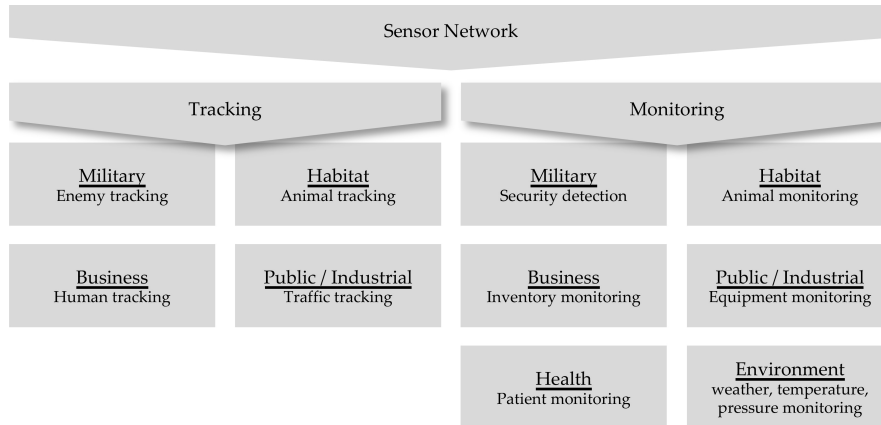 Sensor Network
Tracking
Monitoring
Military
Enemy tracking
Habitat
Animal tracking
Military
Security detection
Habitat
Animal monitoring
Business
Human tracking
Public / Industrial
Traffic tracking
Business
Inventory monitoring
Public / Industrial
Equipment monitoring
Health
Patient monitoring
Environment
weather, temperature,
pressure monitoring